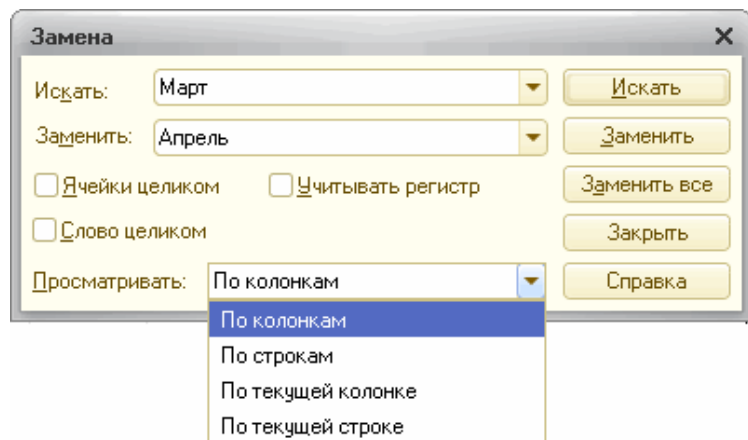 Замена
Искать: Март Искать
Заменить: Апрель Заменить
Ячейки целиком Учитывать регистр Заменить все
Слово целиком Закрыть
Просматривать: По колонкам Справка
По колонкам
По строкам
По текущей колонке
По текущей строке